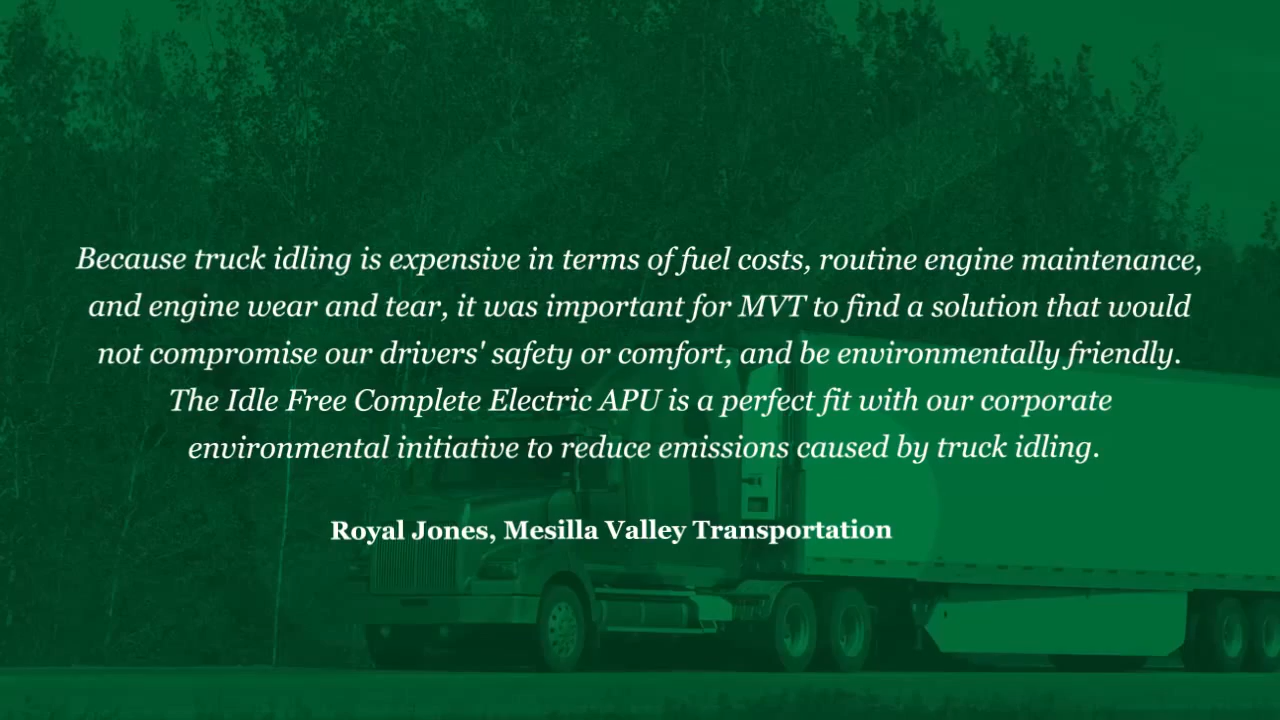 Because truck idling is expensive in terms of fuel costs, routine engine maintenance,
and engine wear and tear, it was important for MVT to find a solution that would
not compromise our drivers' safety or comfort, and be environmentally friendly.
The Idle Free Complete Electric APU is a perfect fit with our corporate
environmental initiative to reduce emissions caused by truck idling.
Royal Jones, Mesilla Valley Transportation